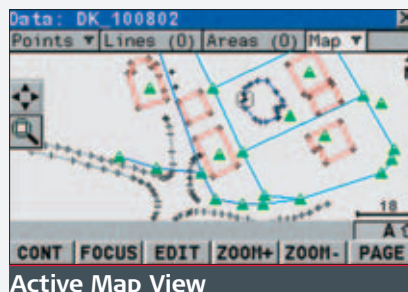 Data: DK_100802
Points ▼ Lines (0) Areas (0) Map ▼
18
A
CONT FOCUS EDIT ZOOM+ ZOOM- PAGE
Active Map View